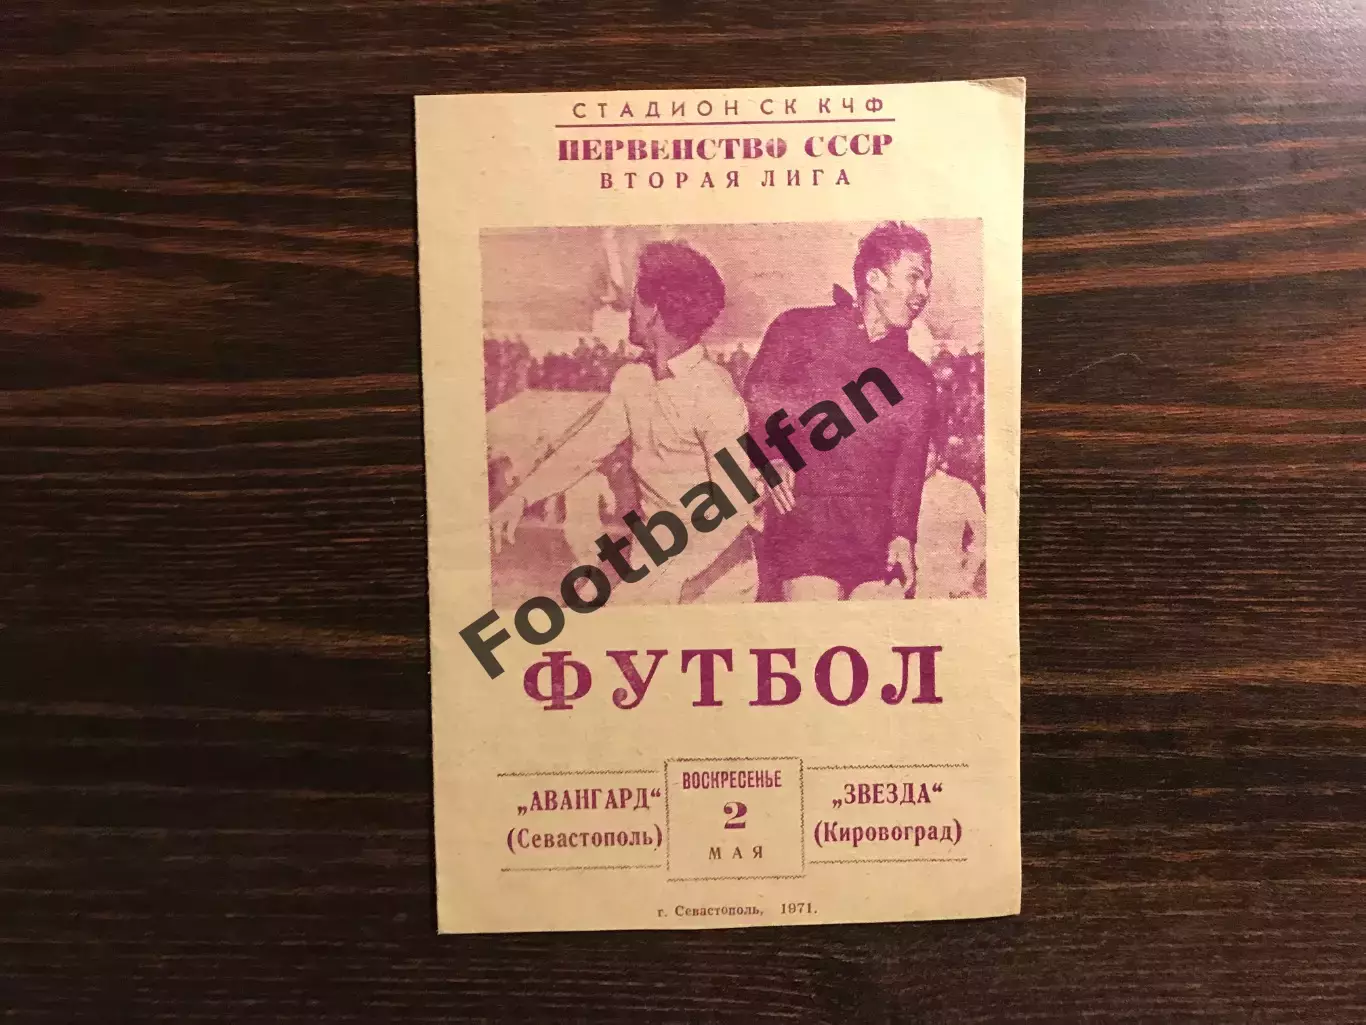 СТАДИОН СК КЧФ
ПЕРВЕНСТВО СССР
ВТОРАЯ ЛИГА
Footballfan
ФУТБОЛ
„АВАНГАРД“
(Севастополь)
ВОСКРЕСЕНЬЕ
2
МАЯ
„ЗВЕЗДА“
(Кировоград)
г. Севастополь, 1971.